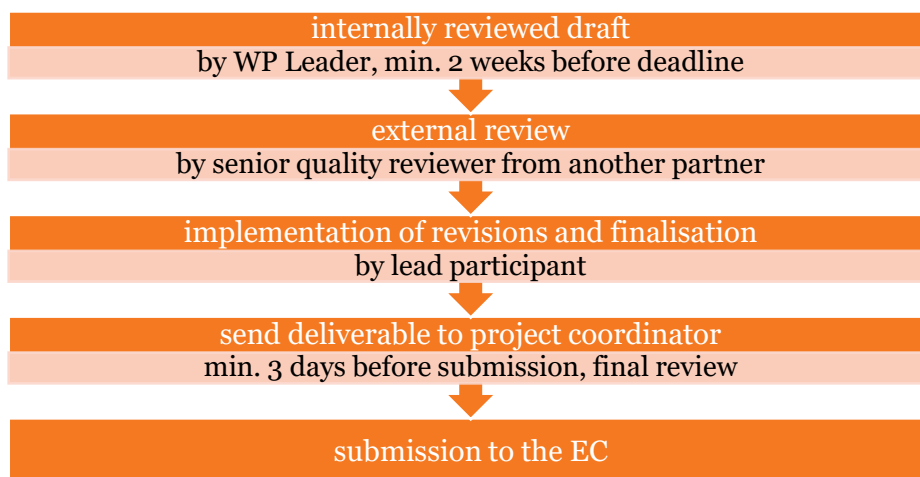 internally reviewed draft
by WP Leader, min. 2 weeks before deadline
external review
by senior quality reviewer from another partner
implementation of revisions and finalisation
by lead participant
send deliverable to project coordinator
min. 3 days before submission, final review
submission to the EC